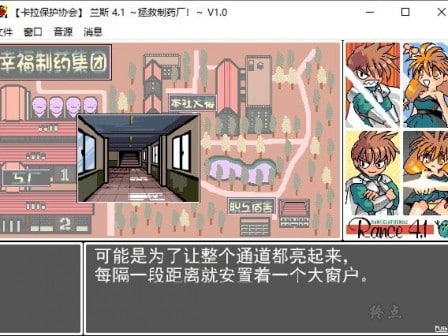 【卡拉保护协会】 兰斯 4.1 ~拯救制药厂！~ V1.0
文件 窗口 音源 消息
幸福制药集团
本社大楼
工厂.1
2
Rance 4.1
可能是为了让整个通道都亮起来，
每隔一段距离就安置着一个大窗户。
终点